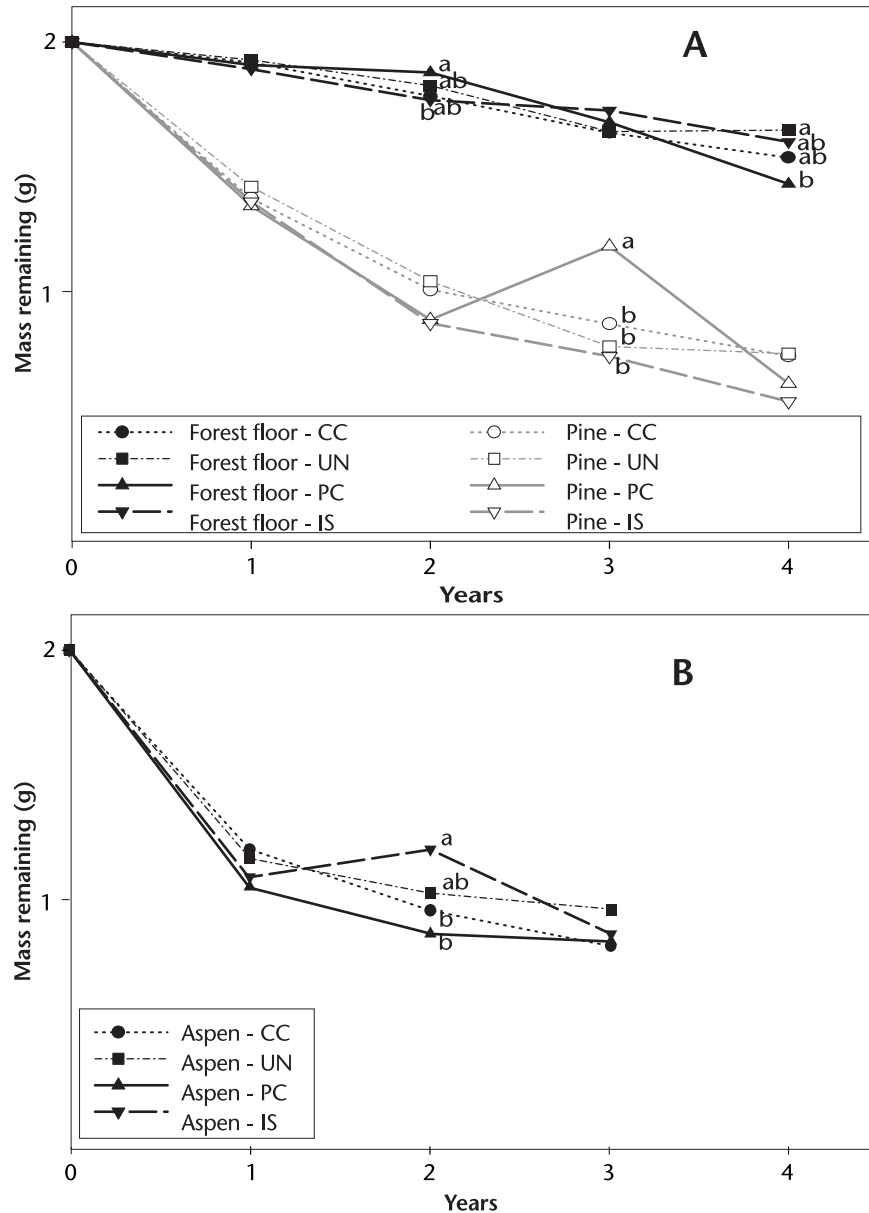 A
2
a
ab
b ab
a
ab
ab
b
Mass remaining (g)
1
a
b
b
b
Forest floor - CC Pine - CC
Forest floor - UN Pine - UN
Forest floor - PC Pine - PC
Forest floor - IS Pine - IS
0 1 2 3 4
Years
B
2
Mass remaining (g)
a
ab
1
b
b
Aspen - CC
Aspen - UN
Aspen - PC
Aspen - IS
0 1 2 3 4
Years